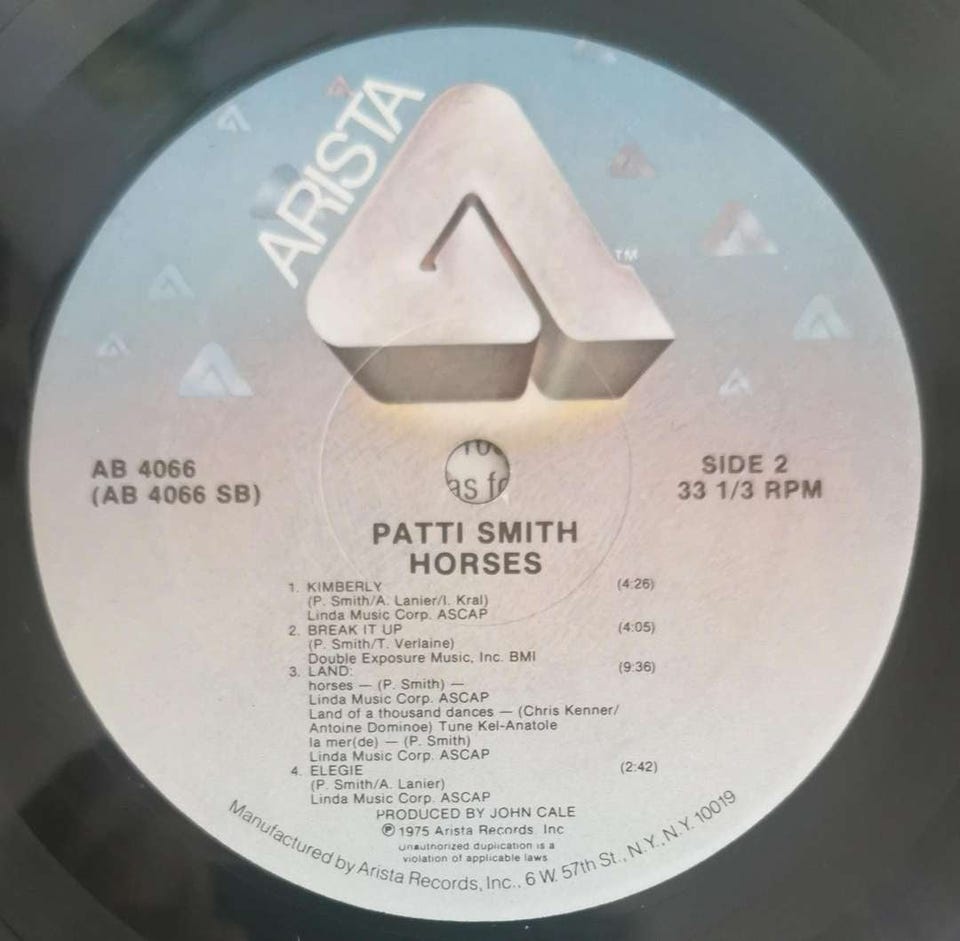 ARISTA
TM
AB 4066
(AB 4066 SB)
SIDE 2
33 1/3 RPM
as
PATTI SMITH
HORSES
1. KIMBERLY (4:26)
(P. Smith/A. Lanier/I. Kral)
Linda Music Corp. ASCAP
2. BREAK IT UP (4:05)
(P. Smith/T. Verlaine)
Double Exposure Music, Inc. BMI
3. LAND: (9:36)
horses — (P. Smith) —
Linda Music Corp. ASCAP
Land of a thousand dances — (Chris Kenner/
Antoine Dominoe) Tune Kel-Anatole
la mer(de) — (P. Smith)
Linda Music Corp. ASCAP
4. ELEGIE (2:42)
(P. Smith/A. Lanier)
Linda Music Corp. ASCAP
PRODUCED BY JOHN CALE
℗ 1975 Arista Records, Inc
Unautnorized duplication is a
violation of applicable laws
Manufactured by Arista Records, Inc., 6 W. 57th St., N.Y., N.Y. 10019